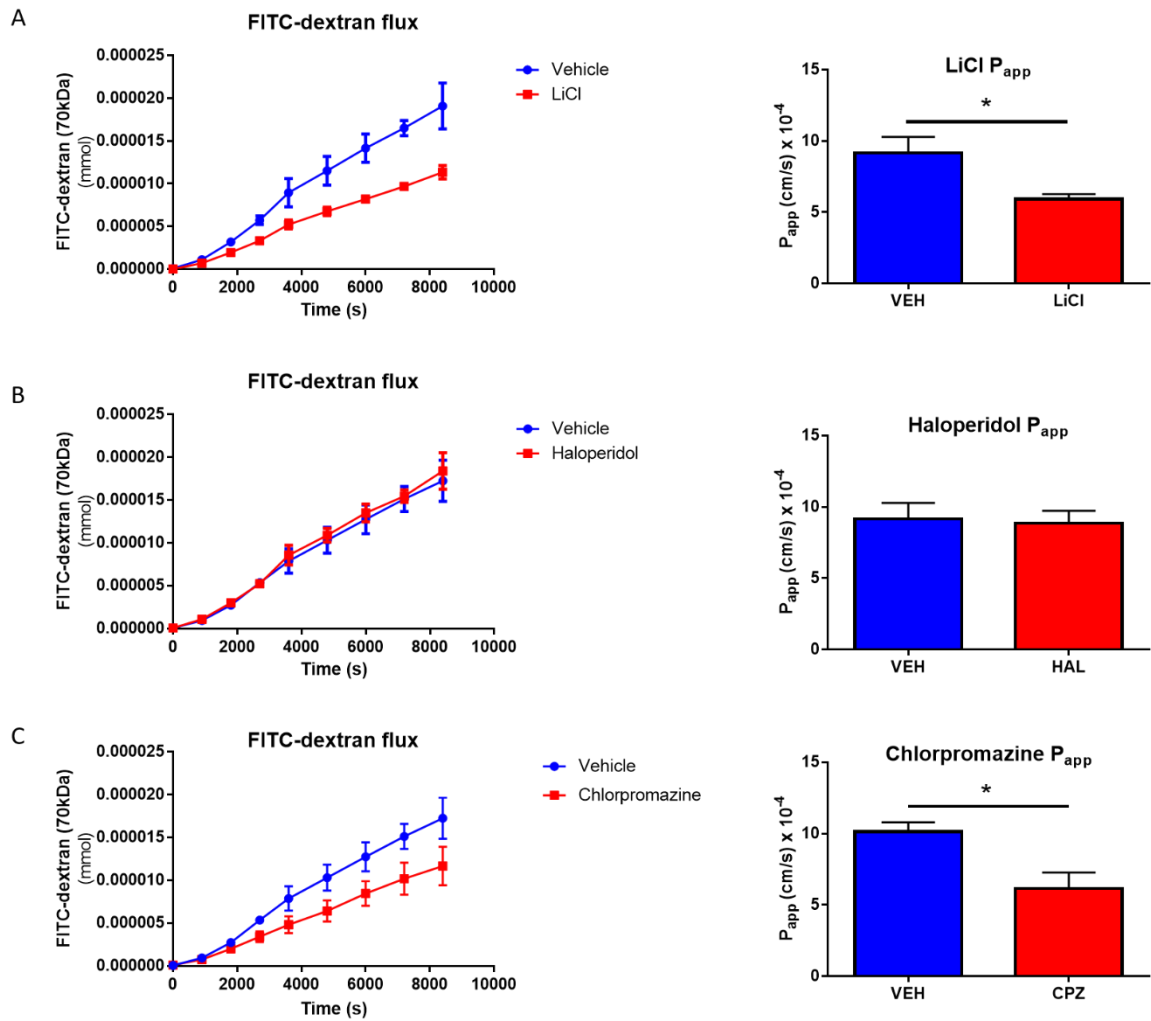 A
FITC-dextran flux
FITC-dextran (70kDa)
(mmol)
0.000025
0.000020
0.000015
0.000010
0.000005
0.000000
0
2000
4000
6000
8000
10000
Time (s)
Vehicle
LiCl
LiCl Papp
Papp (cm/s) x 10-4
15
10
5
0
*
VEH
LiCl
B
FITC-dextran flux
FITC-dextran (70kDa)
(mmol)
0.000025
0.000020
0.000015
0.000010
0.000005
0.000000
0
2000
4000
6000
8000
10000
Time (s)
Vehicle
Haloperidol
Haloperidol Papp
Papp (cm/s) x 10-4
15
10
5
0
VEH
HAL
C
FITC-dextran flux
FITC-dextran (70kDa)
(mmol)
0.000025
0.000020
0.000015
0.000010
0.000005
0.000000
0
2000
4000
6000
8000
10000
Time (s)
Vehicle
Chlorpromazine
Chlorpromazine Papp
Papp (cm/s) x 10-4
15
10
5
0
*
VEH
CPZ